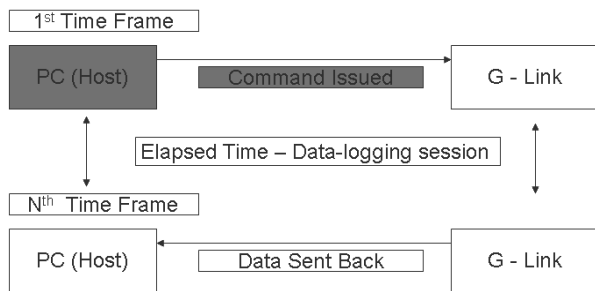 1st Time Frame
PC (Host)
Command Issued
G - Link
Elapsed Time – Data-logging session
Nth Time Frame
PC (Host)
Data Sent Back
G - Link